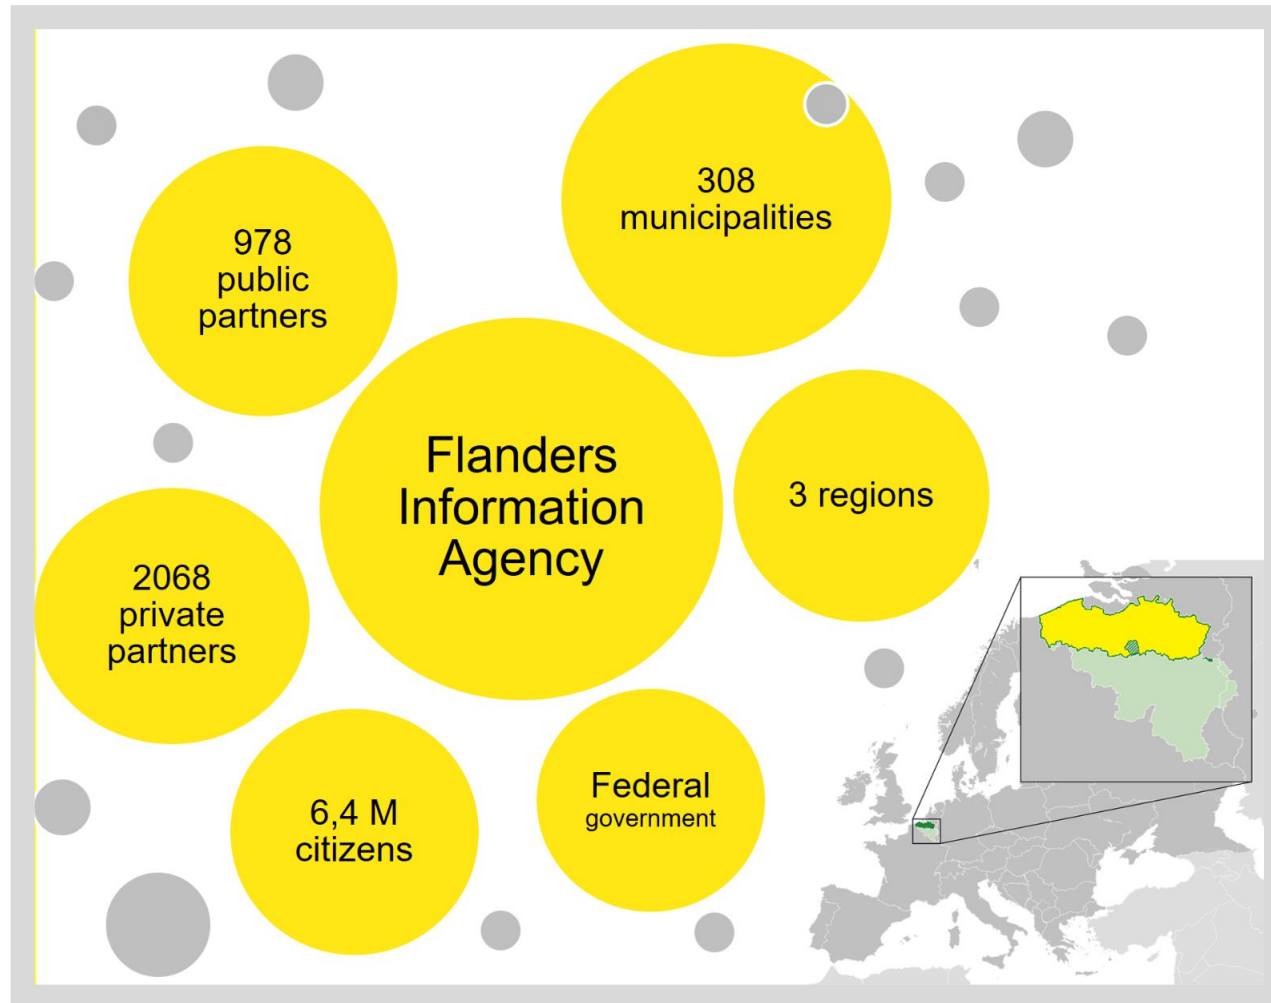 308
municipalities
978
public
partners
Flanders
Information
Agency
3 regions
2068
private
partners
Federal
government
6,4 M
citizens